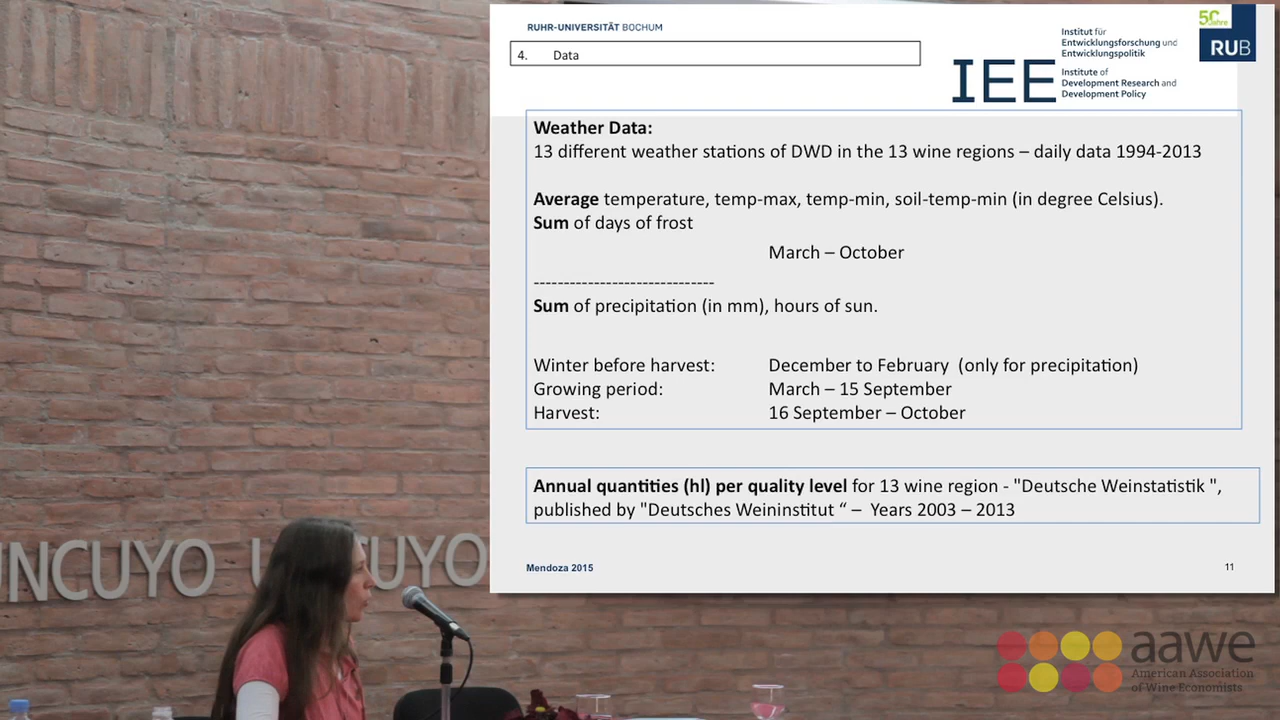 RUHR-UNIVERSITÄT BOCHUM
4. Data
50 Jahre
RUB
IEE
Institut für
Entwicklungsforschung und
Entwicklungspolitik
Institute of
Development Research and
Development Policy
Weather Data:
13 different weather stations of DWD in the 13 wine regions – daily data 1994-2013
Average temperature, temp-max, temp-min, soil-temp-min (in degree Celsius).
Sum of days of frost
March – October
------------------------------
Sum of precipitation (in mm), hours of sun.
Winter before harvest: December to February (only for precipitation)
Growing period: March – 15 September
Harvest: 16 September – October
Annual quantities (hl) per quality level for 13 wine region - "Deutsche Weinstatistik ",
published by "Deutsches Weininstitut “ – Years 2003 – 2013
Mendoza 2015
11
UNCUYO UNCUYO
aawe
American Association
of Wine Economists